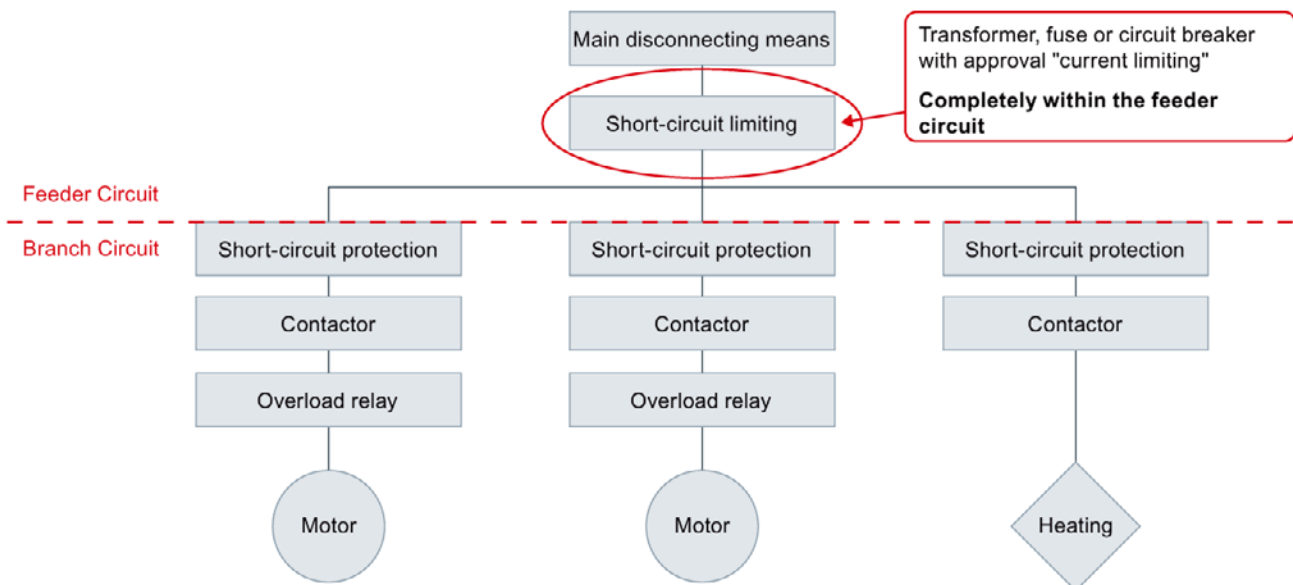 Main disconnecting means
Transformer, fuse or circuit breaker
with approval "current limiting"
Completely within the feeder
circuit
Short-circuit limiting
Feeder Circuit
Branch Circuit
Short-circuit protection
Short-circuit protection
Short-circuit protection
Contactor
Contactor
Contactor
Overload relay
Overload relay
Motor
Motor
Heating